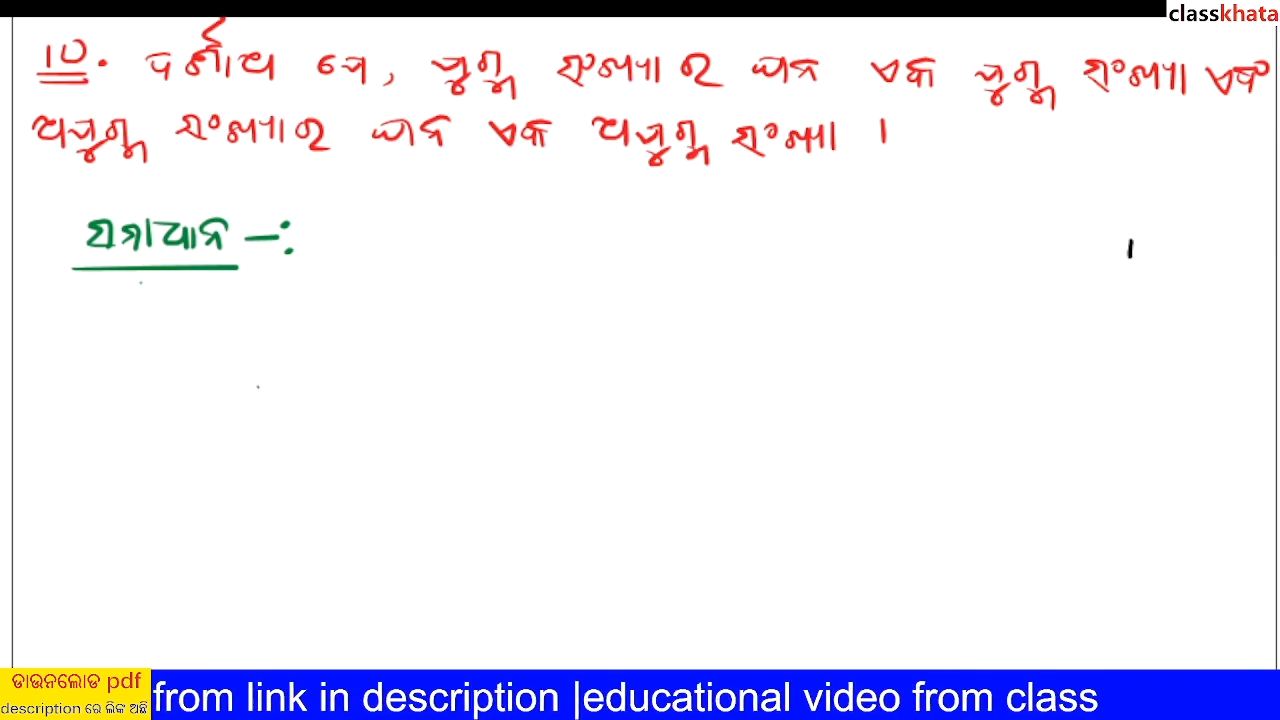 classkhata
10. ଦର୍ଶାଅ ଯେ, ଯୁଗ୍ମ ସଂଖ୍ୟାର ଘନ ଏକ ଯୁଗ୍ମ ସଂଖ୍ୟା ଏବଂ
ଅଯୁଗ୍ମ ସଂଖ୍ୟାର ଘନ ଏକ ଅଯୁଗ୍ମ ସଂଖ୍ୟା ।
ସମାଧାନ -:
ଡାଉନଲୋଡ pdf
description ରେ ଲିଙ୍କ ଅଛି
from link in description |educational video from class